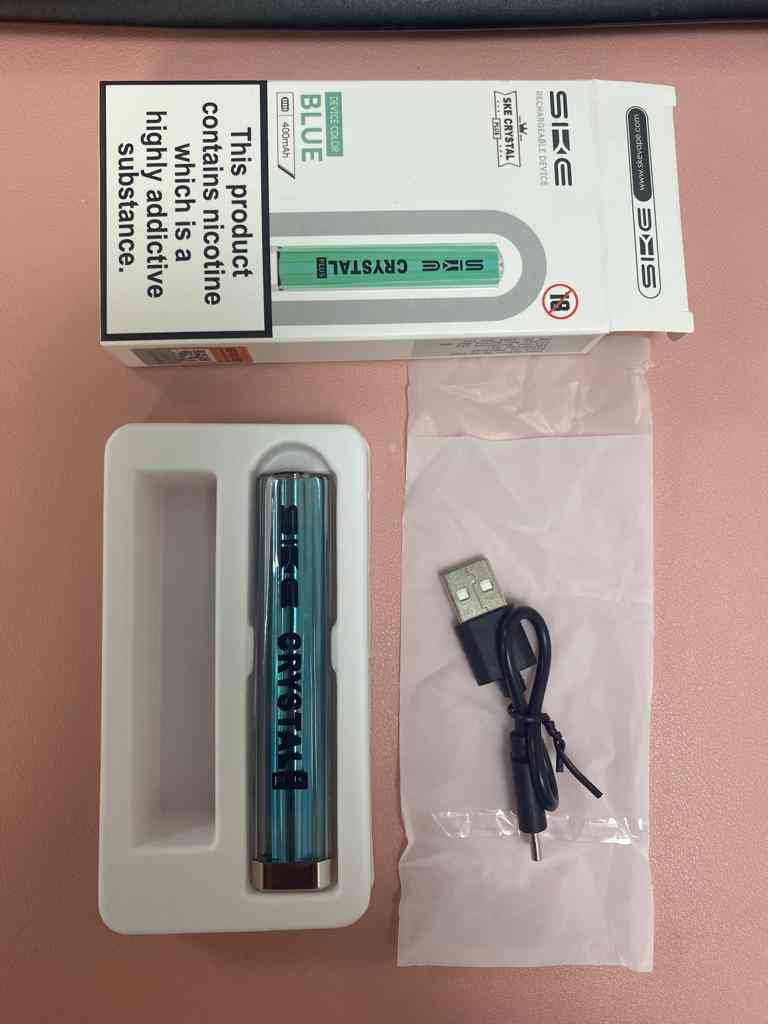 This product
contains nicotine
which is a
highly addictive
substance.
DEVICE COLOR
BLUE
400mAh
SKE CRYSTAL
PLUS
SKE
RECHARGEABLE DEVICE
SKE CRYSTAL
PLUS
18
www.skevape.com
SKE
SKE CRYSTAL